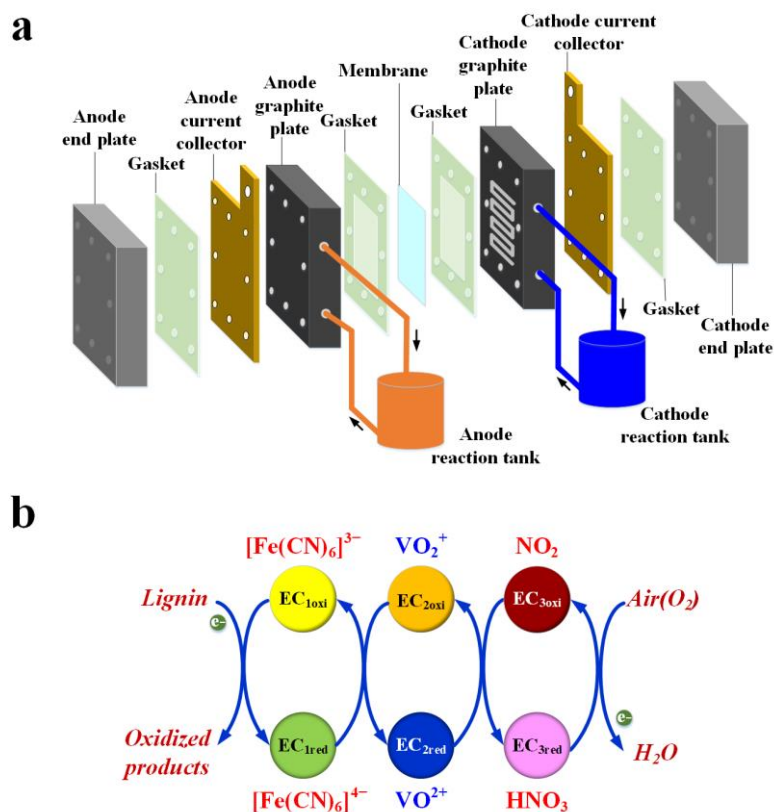 a
Anode
end plate
Gasket
Anode
current
collector
Anode
graphite
plate
Gasket
Membrane
Gasket
Cathode
graphite
plate
Cathode current
collector
Gasket
Cathode
end plate
Anode
reaction tank
Cathode
reaction tank
b
[Fe(CN)₆]³⁻ VO₂⁺ NO₂
Lignin EC₁oxi EC₂oxi EC₃oxi Air(O₂)
e-
e-
Oxidized
products
EC₁red EC₂red EC₃red H₂O
[Fe(CN)₆]⁴⁻ VO²⁺ HNO₃